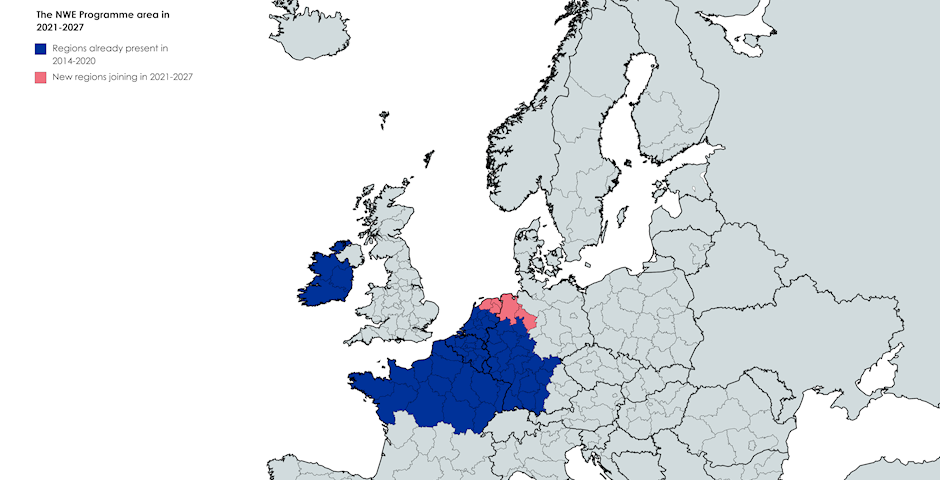 The NWE Programme area in
2021-2027
Regions already present in
2014-2020
New regions joining in 2021-2027